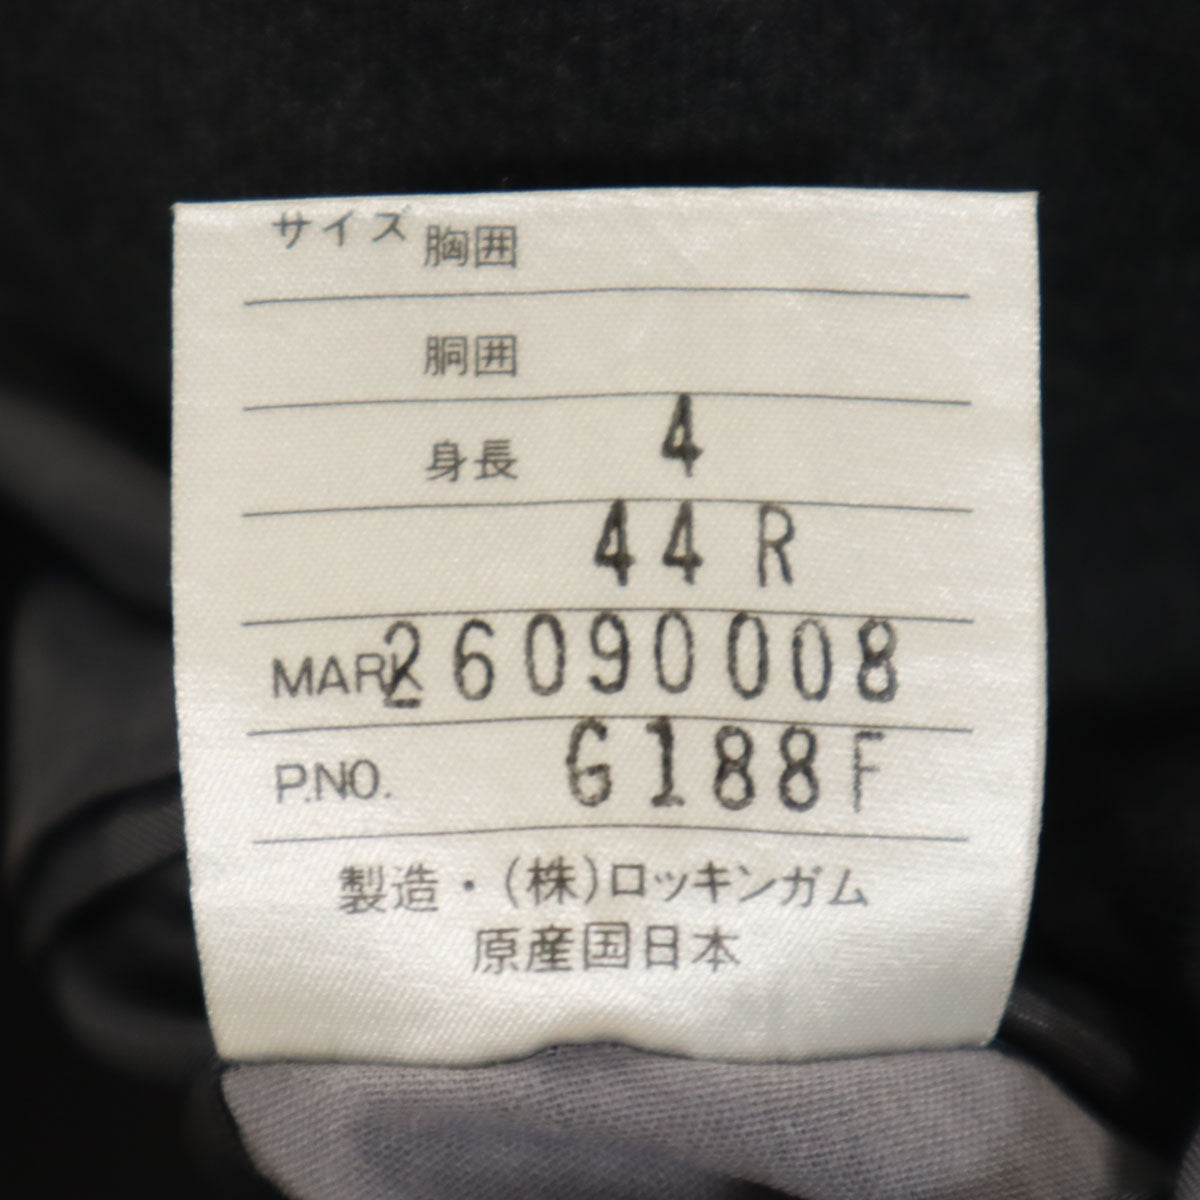 サイズ 胸囲
胴囲
身長 4
44 R
MARK 26090008
P.NO. G188F
製造・(株)ロッキンガム
原産国日本